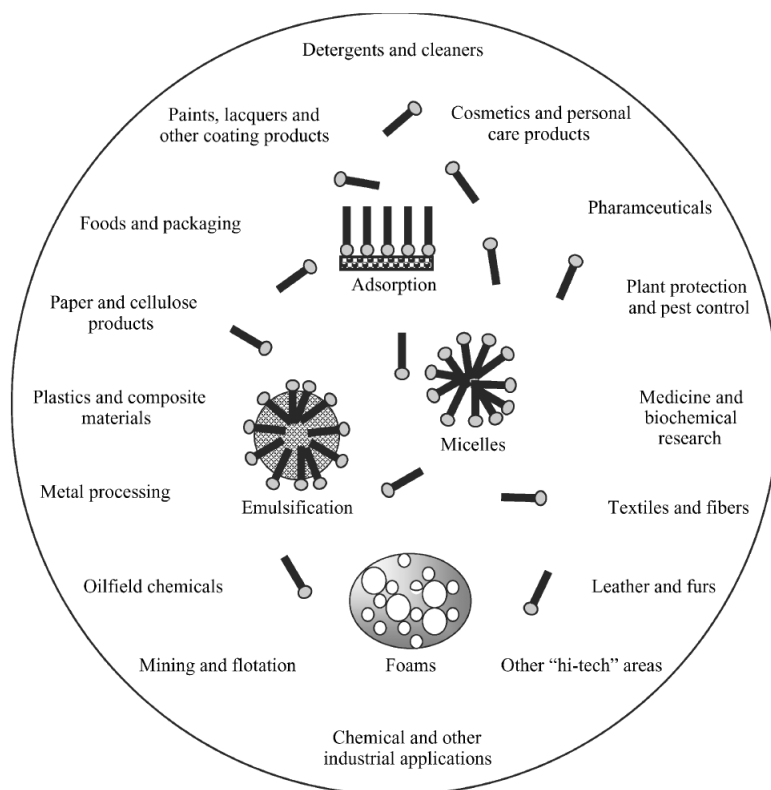 Detergents and cleaners
Paints, lacquers and
other coating products
Cosmetics and personal
care products
Foods and packaging
Pharamceuticals
Adsorption
Paper and cellulose
products
Plant protection
and pest control
Plastics and composite
materials
Micelles
Medicine and
biochemical
research
Metal processing
Emulsification
Textiles and fibers
Oilfield chemicals
Leather and furs
Mining and flotation
Foams
Other “hi-tech” areas
Chemical and other
industrial applications